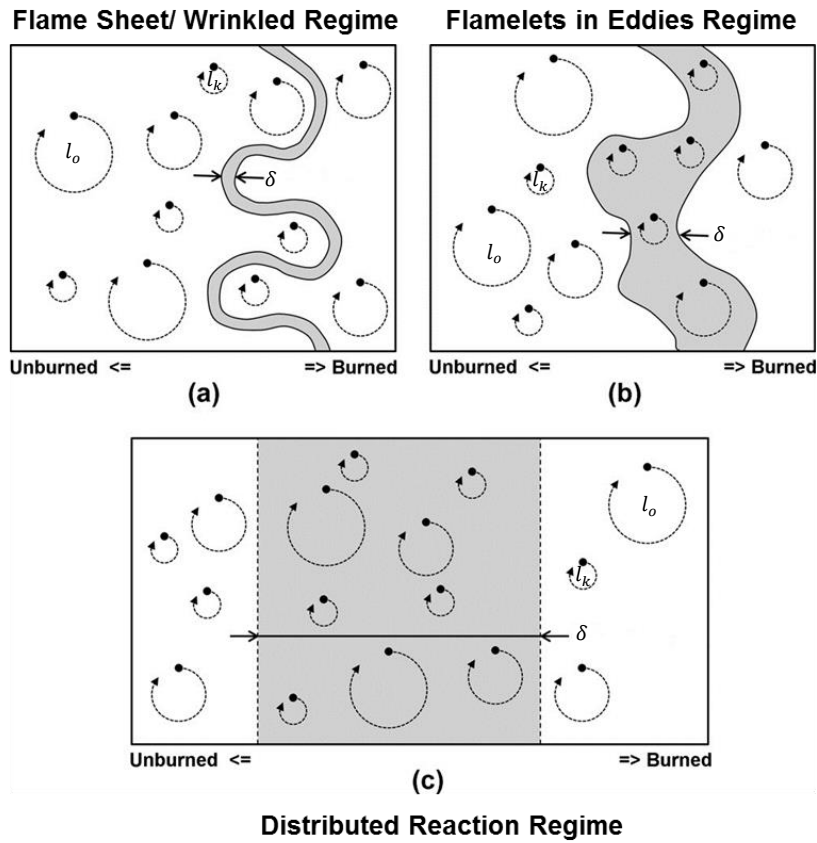 Flame Sheet/ Wrinkled Regime
Flamelets in Eddies Regime
l_k
l_o
δ
Unburned <= => Burned
(a)
l_k
l_o
δ
Unburned <= => Burned
(b)
l_o
l_k
δ
Unburned <= => Burned
(c)
Distributed Reaction Regime